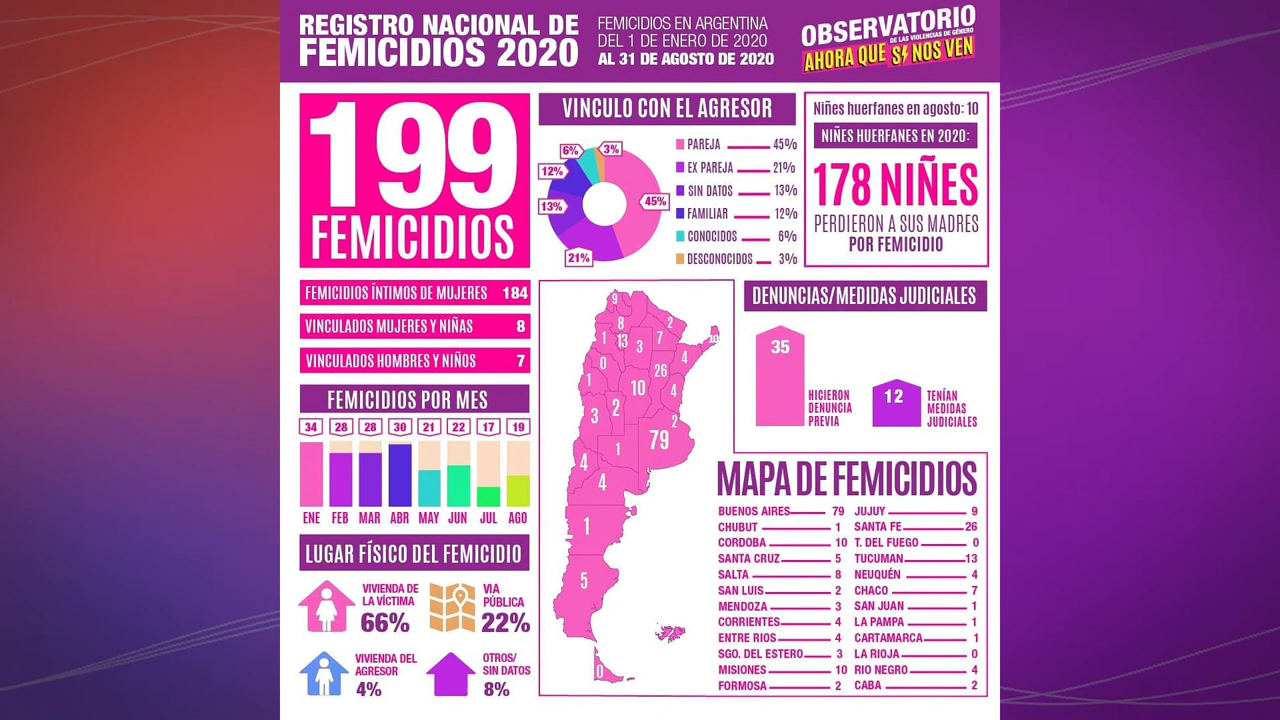 REGISTRO NACIONAL DE
FEMICIDIOS 2020
FEMICIDIOS EN ARGENTINA
DEL 1 DE ENERO DE 2020
AL 31 DE AGOSTO DE 2020
OBSERVATORIO
DE LAS VIOLENCIAS DE GÉNERO
AHORA QUE SÍ NOS VEN
199
FEMICIDIOS
FEMICIDIOS ÍNTIMOS DE MUJERES 184
VINCULADOS MUJERES Y NIÑAS 8
VINCULADOS HOMBRES Y NIÑOS 7
FEMICIDIOS POR MES
34 28 28 30 21 22 17 19
ENE FEB MAR ABR MAY JUN JUL AGO
LUGAR FÍSICO DEL FEMICIDIO
VIVIENDA DE
LA VÍCTIMA
66%
VIA
PÚBLICA
22%
VIVIENDA DEL
AGRESOR
4%
OTROS/
SIN DATOS
8%
VINCULO CON EL AGRESOR
6%
3%
12%
13%
45%
21%
PAREJA 45%
EX PAREJA 21%
SIN DATOS 13%
FAMILIAR 12%
CONOCIDOS 6%
DESCONOCIDOS 3%
Niñes huerfanes en agosto: 10
NIÑES HUERFANES EN 2020:
178 NIÑES
PERDIERON A SUS MADRES
POR FEMICIDIO
9
8
2
1
13
3
7
10
0
4
26
1
10
4
3
2
2
79
1
4
4
1
5
0
DENUNCIAS/MEDIDAS JUDICIALES
35
HICIERON
DENUNCIA
PREVIA
12
TENÍAN
MEDIDAS
JUDICIALES
MAPA DE FEMICIDIOS
BUENOS AIRES 79
CHUBUT 1
CORDOBA 10
SANTA CRUZ 5
SALTA 8
SAN LUIS 2
MENDOZA 3
CORRIENTES 4
ENTRE RIOS 4
SGO. DEL ESTERO 3
MISIONES 10
FORMOSA 2
JUJUY 9
SANTA FE 26
T. DEL FUEGO 0
TUCUMAN 13
NEUQUÉN 4
CHACO 7
SAN JUAN 1
LA PAMPA 1
CARTAMARCA 1
LA RIOJA 0
RIO NEGRO 4
CABA 2